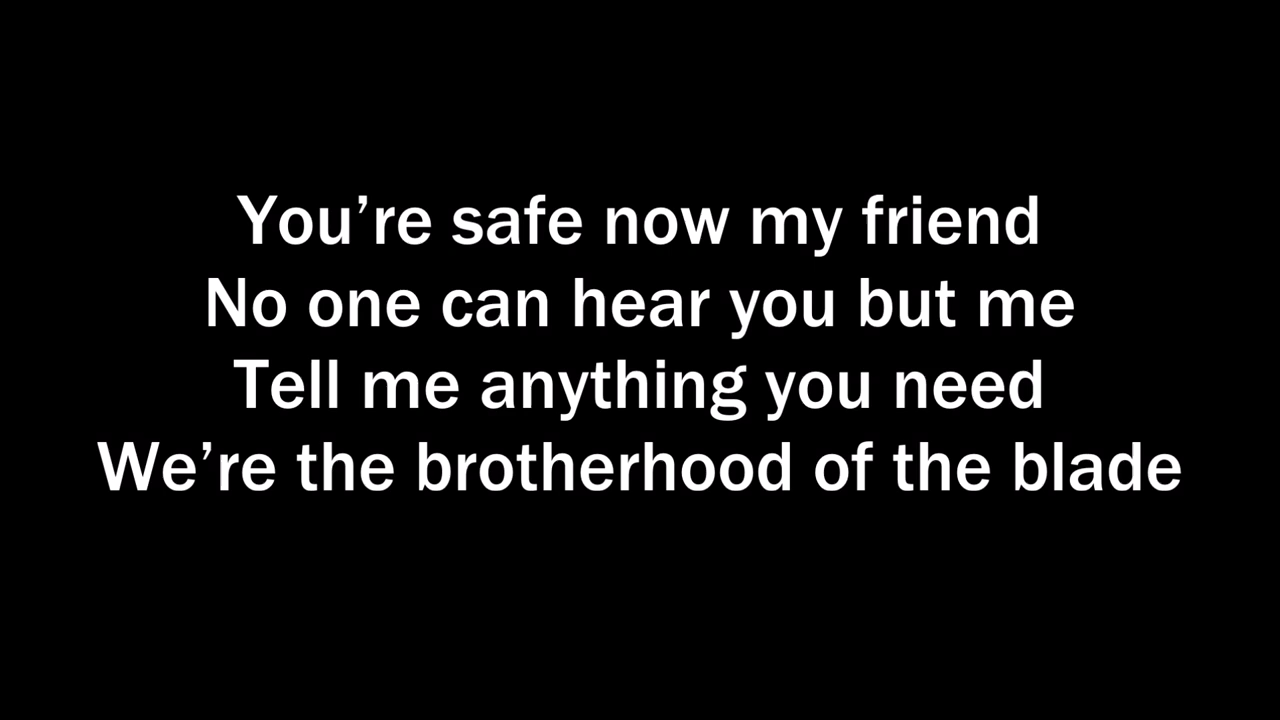 You’re safe now my friend
No one can hear you but me
Tell me anything you need
We’re the brotherhood of the blade